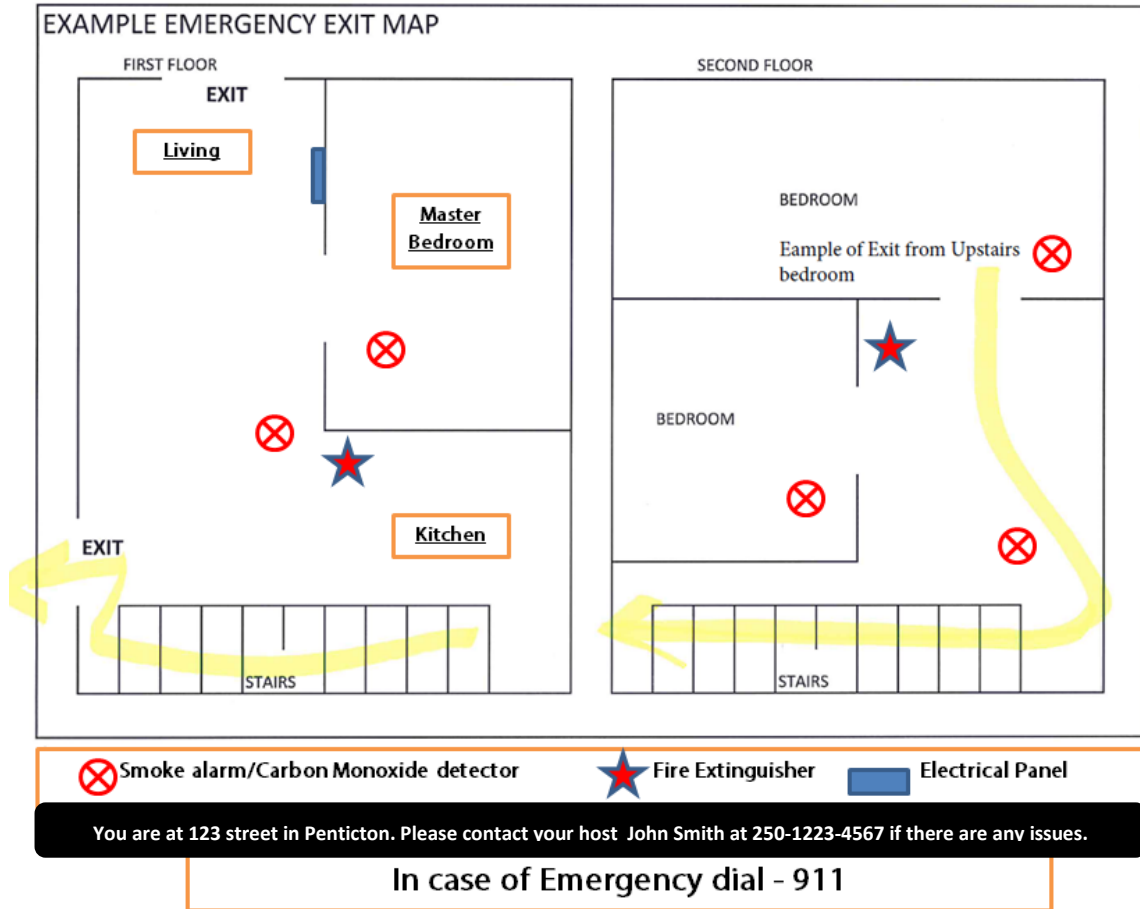 EXAMPLE EMERGENCY EXIT MAP
FIRST FLOOR
EXIT
Living
Master
Bedroom
Kitchen
EXIT
STAIRS
SECOND FLOOR
BEDROOM
Eample of Exit from Upstairs
bedroom
BEDROOM
STAIRS
Smoke alarm/Carbon Monoxide detector
Fire Extinguisher
Electrical Panel
You are at 123 street in Penticton. Please contact your host John Smith at 250-1223-4567 if there are any issues.
In case of Emergency dial - 911